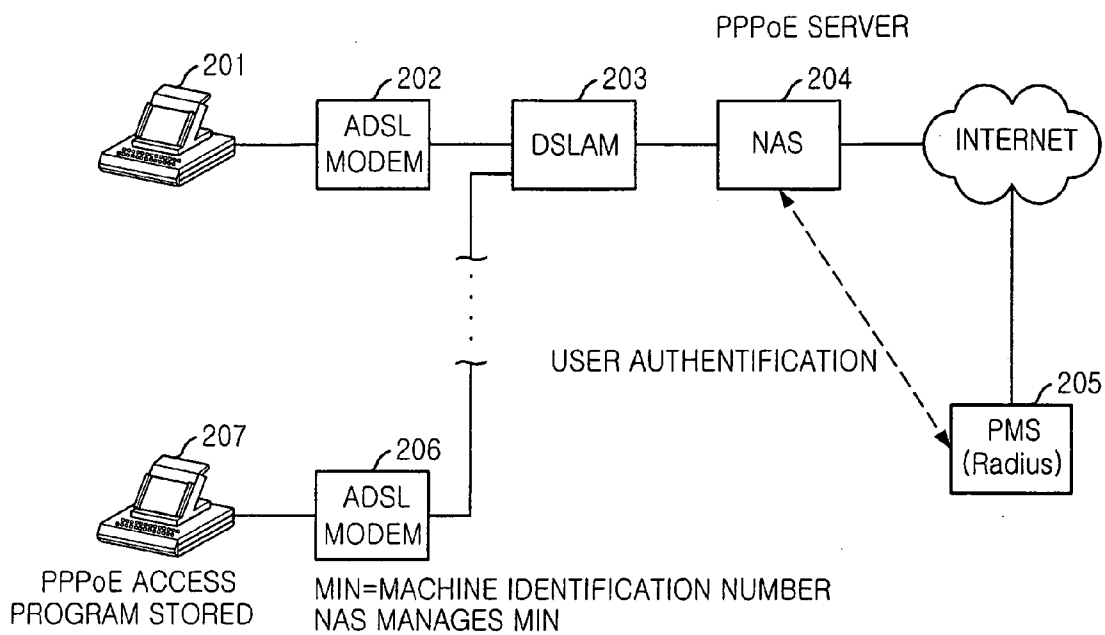 PPPoE SERVER
201
202
203
204
ADSL
MODEM
DSLAM
NAS
INTERNET
USER AUTHENTIFICATION
205
PMS
(Radius)
207
206
ADSL
MODEM
PPPoE ACCESS
PROGRAM STORED
MIN=MACHINE IDENTIFICATION NUMBER
NAS MANAGES MIN